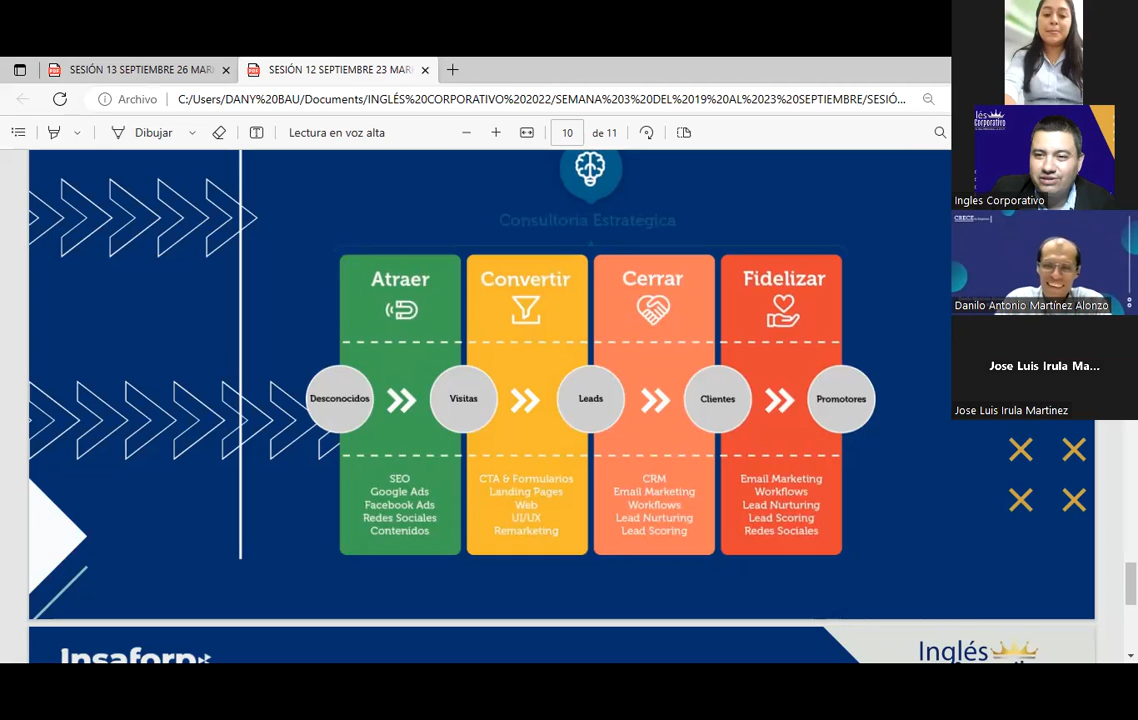 SESIÓN 13 SEPTIEMBRE 26 MAR
SESIÓN 12 SEPTIEMBRE 23 MAR
Archivo
C:/Users/DANY%20BAU/Documents/INGLÉS%20CORPORATIVO%202022/SEMANA%203%20DEL%2019%20AL%2023%20SEPTIEMBRE/SESIÓ...
Dibujar
Lectura en voz alta
10
de 11
Consultoria Estrategica
Atraer
Convertir
Cerrar
Fidelizar
Desconocidos
Visitas
Leads
Clientes
Promotores
SEO
Google Ads
Facebook Ads
Redes Sociales
Contenidos
CTA & Formularios
Landing Pages
Web
UI/UX
Remarketing
CRM
Email Marketing
Workflows
Lead Nurturing
Lead Scoring
Email Marketing
Workflows
Lead Nurturing
Lead Scoring
Redes Sociales
Insaforp
Inglés
Corporativo
Ingles Corporativo
CRECE
Danilo Antonio Martínez Alonzo
Jose Luis Irula Ma...
Jose Luis Irula Martinez